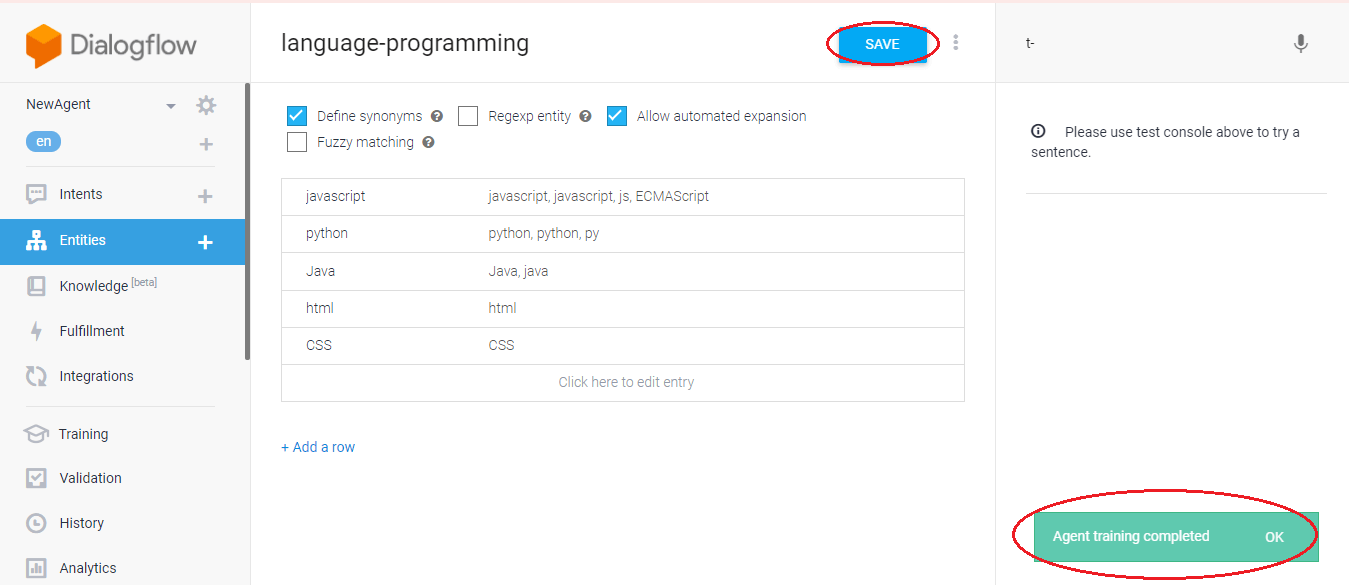 Dialogflow
NewAgent
en
Intents
Entities
Knowledge [beta]
Fulfillment
Integrations
Training
Validation
History
Analytics
language-programming
SAVE
Define synonyms ? Regexp entity ? Allow automated expansion
Fuzzy matching ?
javascript javascript, javascript, js, ECMAScript
python python, python, py
Java Java, java
html html
CSS CSS
Click here to edit entry
+ Add a row
t-
Please use test console above to try a
sentence.
Agent training completed OK